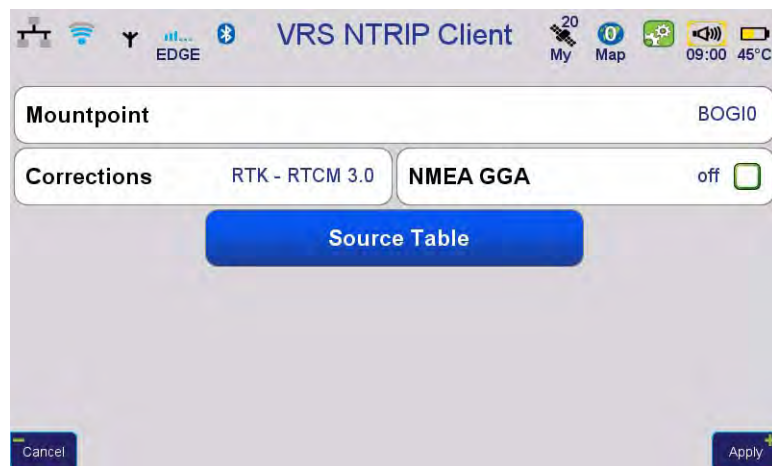 EDGE
VRS NTRIP Client
20
My
0
Map
09:00
45°C
Mountpoint
BOGI0
Corrections
RTK - RTCM 3.0
NMEA GGA
off
Source Table
Cancel
Apply